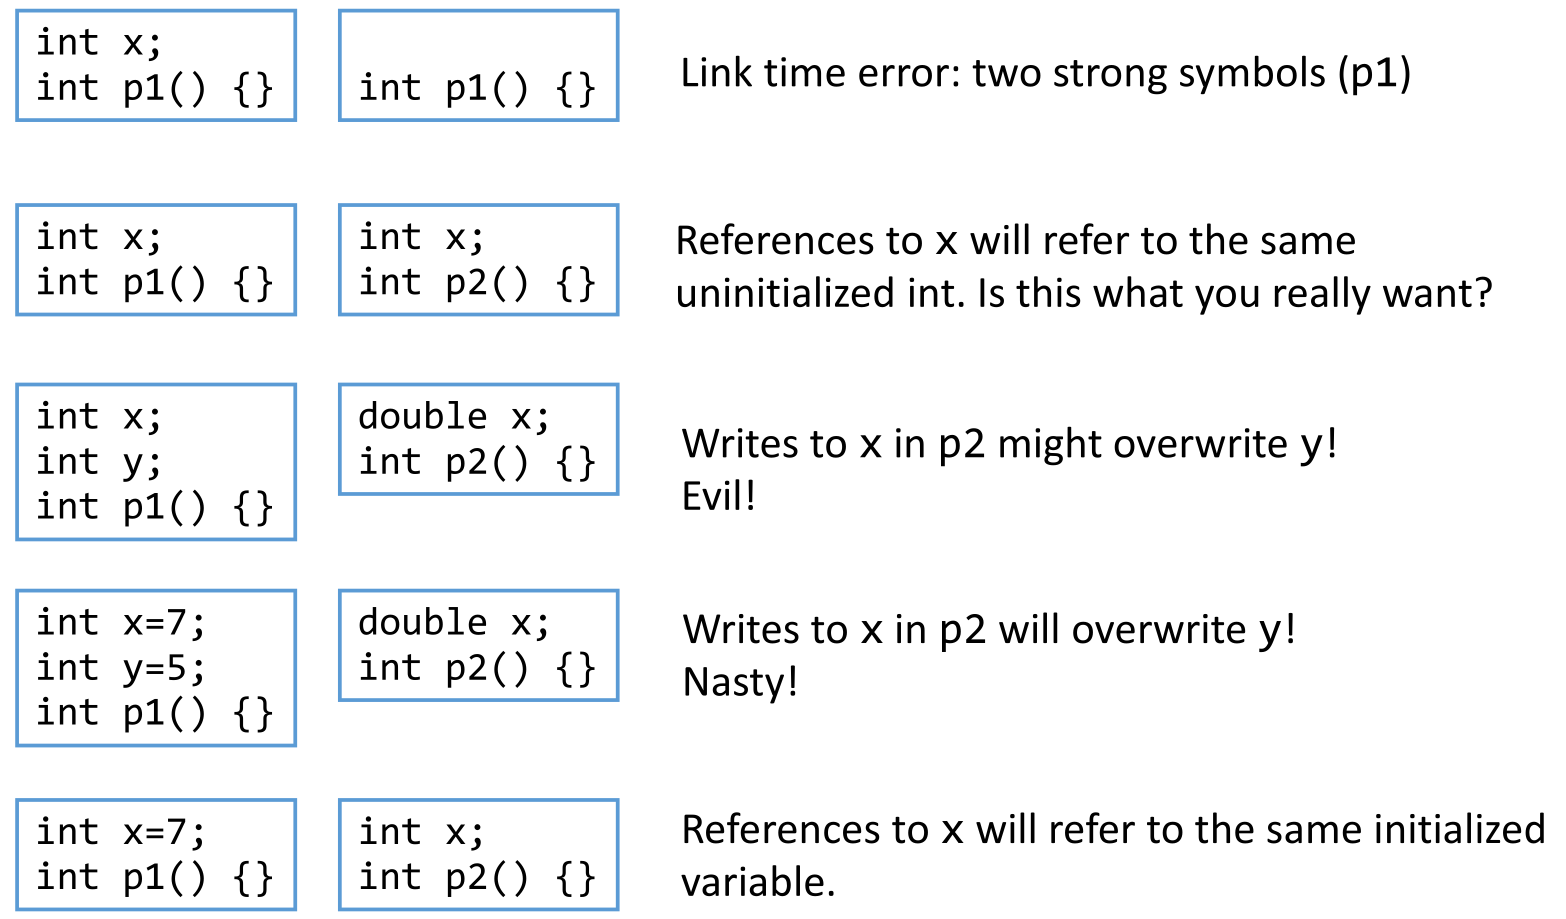 int x;
int p1() {}
int p1() {}
Link time error: two strong symbols (p1)
int x;
int p1() {}
int x;
int p2() {}
References to x will refer to the same
uninitialized int. Is this what you really want?
int x;
int y;
int p1() {}
double x;
int p2() {}
Writes to x in p2 might overwrite y!
Evil!
int x=7;
int y=5;
int p1() {}
double x;
int p2() {}
Writes to x in p2 will overwrite y!
Nasty!
int x=7;
int p1() {}
int x;
int p2() {}
References to x will refer to the same initialized
variable.